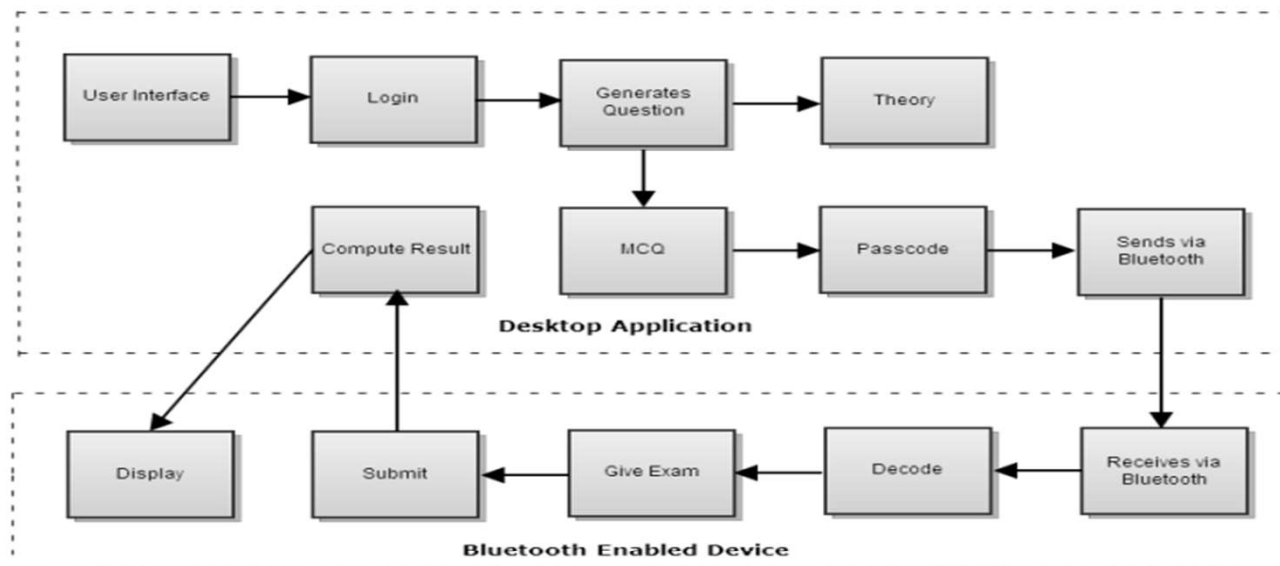 User Interface
Login
Generates
Question
Theory
Compute Result
MCQ
Passcode
Sends via
Bluetooth
Desktop Application
Display
Submit
Give Exam
Decode
Receives via
Bluetooth
Bluetooth Enabled Device